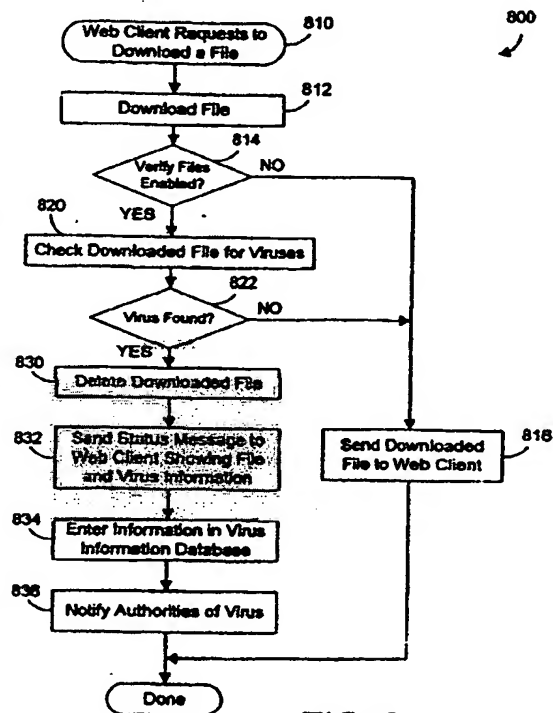 800
Web Client Requests to
Download a File
810
Download File
812
Verify Files
Enabled?
814
NO
YES
820
Check Downloaded File for Viruses
Virus Found?
822
NO
YES
830
Delete Downloaded File
832
Send Status Message to
Web Client Showing File
and Virus Information
Send Downloaded
File to Web Client
818
834
Enter Information in Virus
Information Database
836
Notify Authorities of Virus
Done